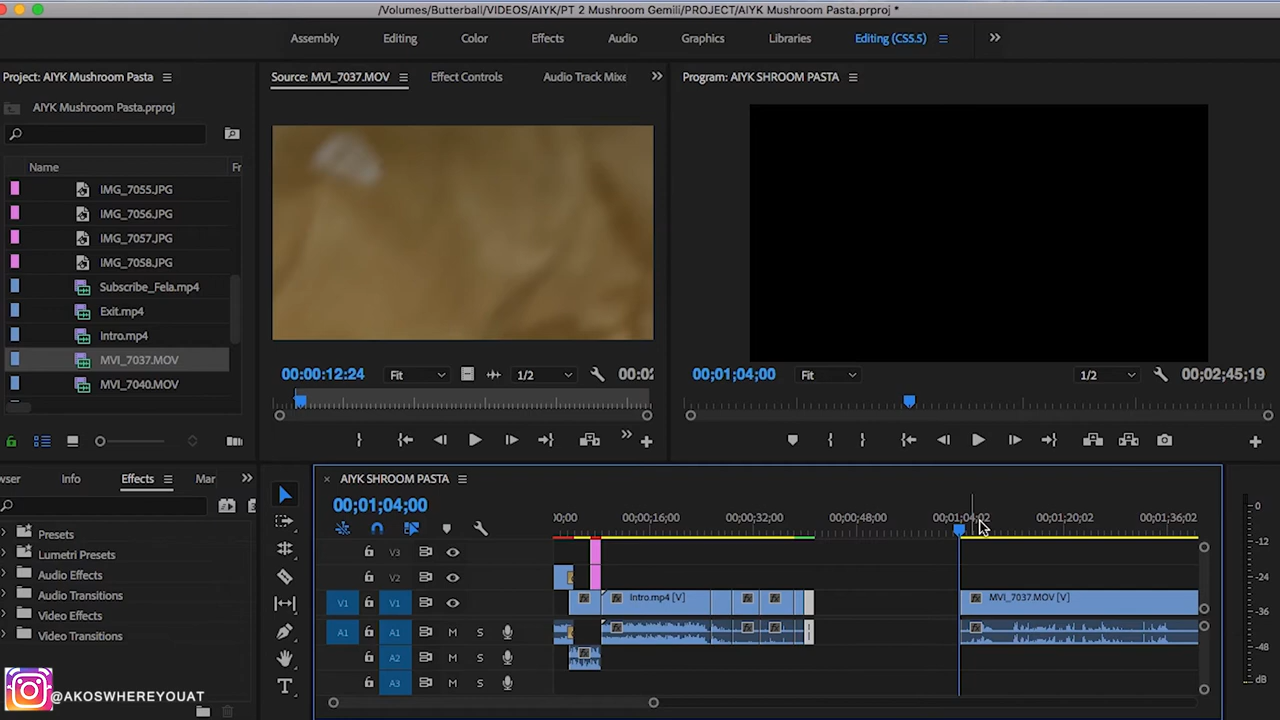 /Volumes/Butterball/VIDEOS/AIYK/PT 2 Mushroom Gemili/PROJECT/AIYK Mushroom Pasta.prproj *
Assembly Editing Color Effects Audio Graphics Libraries Editing (CS5.5)
Project: AIYK Mushroom Pasta
AIYK Mushroom Pasta.prproj
Name Fr
IMG_7055.JPG
IMG_7056.JPG
IMG_7057.JPG
IMG_7058.JPG
Subscribe_Fela.mp4
Exit.mp4
Intro.mp4
MVI_7037.MOV
MVI_7040.MOV
Source: MVI_7037.MOV Effect Controls Audio Track Mixe
00:00:12:24 Fit 1/2 00:02
Program: AIYK SHROOM PASTA
00;01;04;00 Fit 1/2 00;02;45;19
wser Info Effects Mar
Presets
Lumetri Presets
Audio Effects
Audio Transitions
Video Effects
Video Transitions
AIYK SHROOM PASTA
00;01;04;00
;00;00 00;00;16;00 00;00;32;00 00;00;48;00 00;01;04;02 00;01;20;02 00;01;36;02
V3
V2
V1 V1 Intro.mp4 [V] MVI_7037.MOV [V]
A1 A1 M S
A2 M S
A3 M S
0
-12
-24
-36
-48
dB
@AKOSWHEREYOUAT